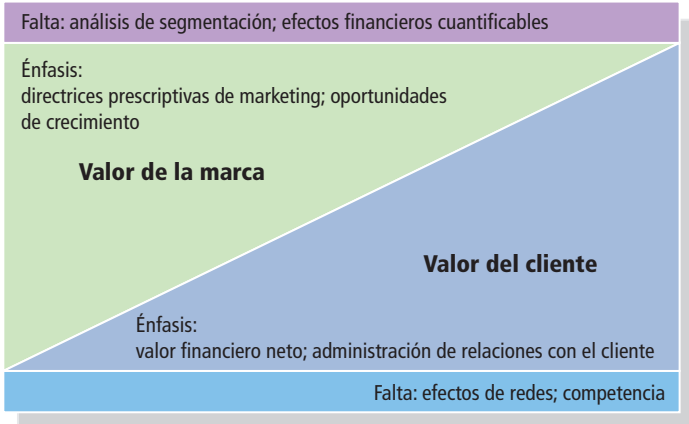 Falta: análisis de segmentación; efectos financieros cuantificables
Énfasis:
directrices prescriptivas de marketing; oportunidades
de crecimiento
Valor de la marca
Valor del cliente
Énfasis:
valor financiero neto; administración de relaciones con el cliente
Falta: efectos de redes; competencia